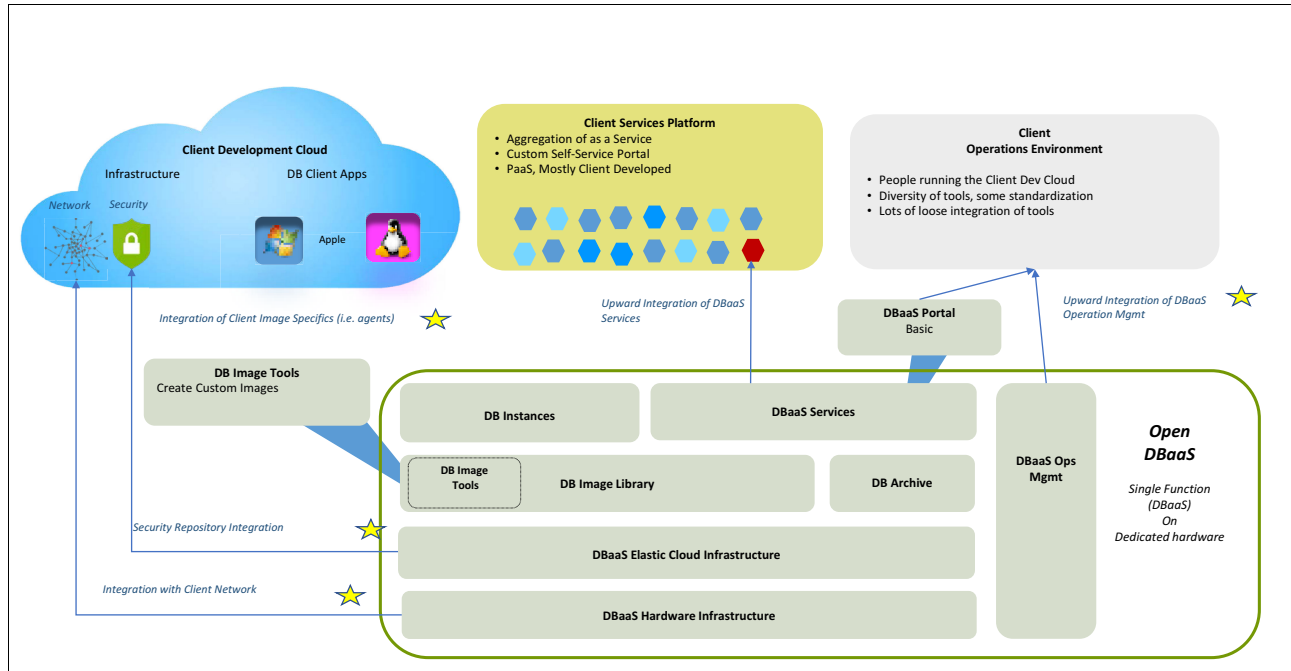 Client Development Cloud
Infrastructure
DB Client Apps
Network
Security
Apple
Client Services Platform
• Aggregation of as a Service
• Custom Self-Service Portal
• PaaS, Mostly Client Developed
Client
Operations Environment
• People running the Client Dev Cloud
• Diversity of tools, some standardization
• Lots of loose integration of tools
Integration of Client Image Specifics (i.e. agents)
Upward Integration of DBaaS
Services
DBaaS Portal
Basic
Upward Integration of DBaaS
Operation Mgmt
DB Image Tools
Create Custom Images
DB Instances
DBaaS Services
DB Image
Tools
DB Image Library
DB Archive
DBaaS Ops
Mgmt
Open
DBaaS
Single Function
(DBaaS)
On
Dedicated hardware
Security Repository Integration
DBaaS Elastic Cloud Infrastructure
Integration with Client Network
DBaaS Hardware Infrastructure